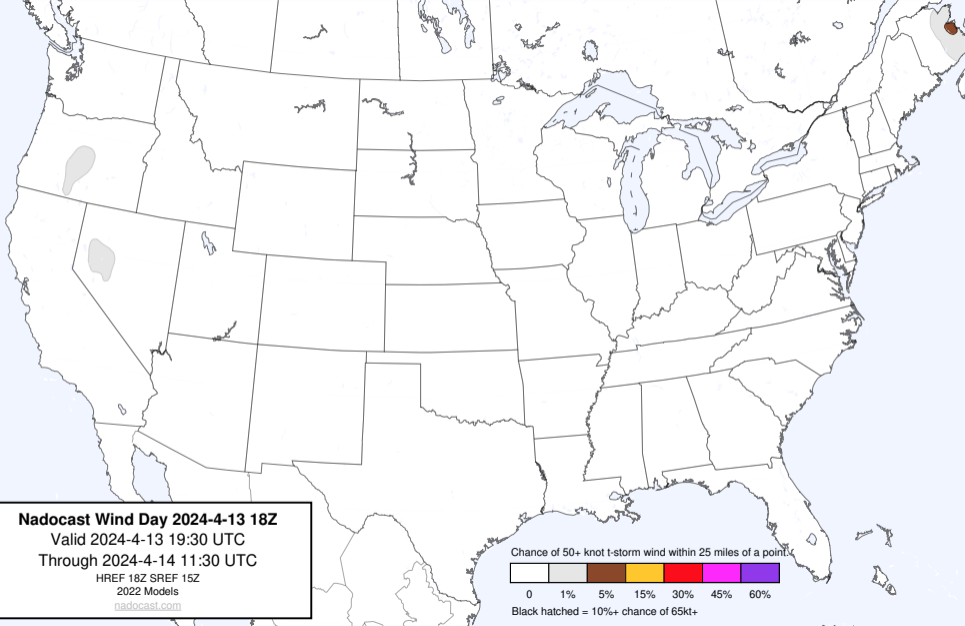 Nadocast Wind Day 2024-4-13 18Z
Valid 2024-4-13 19:30 UTC
Through 2024-4-14 11:30 UTC
HREF 18Z SREF 15Z
2022 Models
nadocast.com
Chance of 50+ knot t-storm wind within 25 miles of a point.
0 1% 5% 15% 30% 45% 60%
Black hatched = 10%+ chance of 65kt+